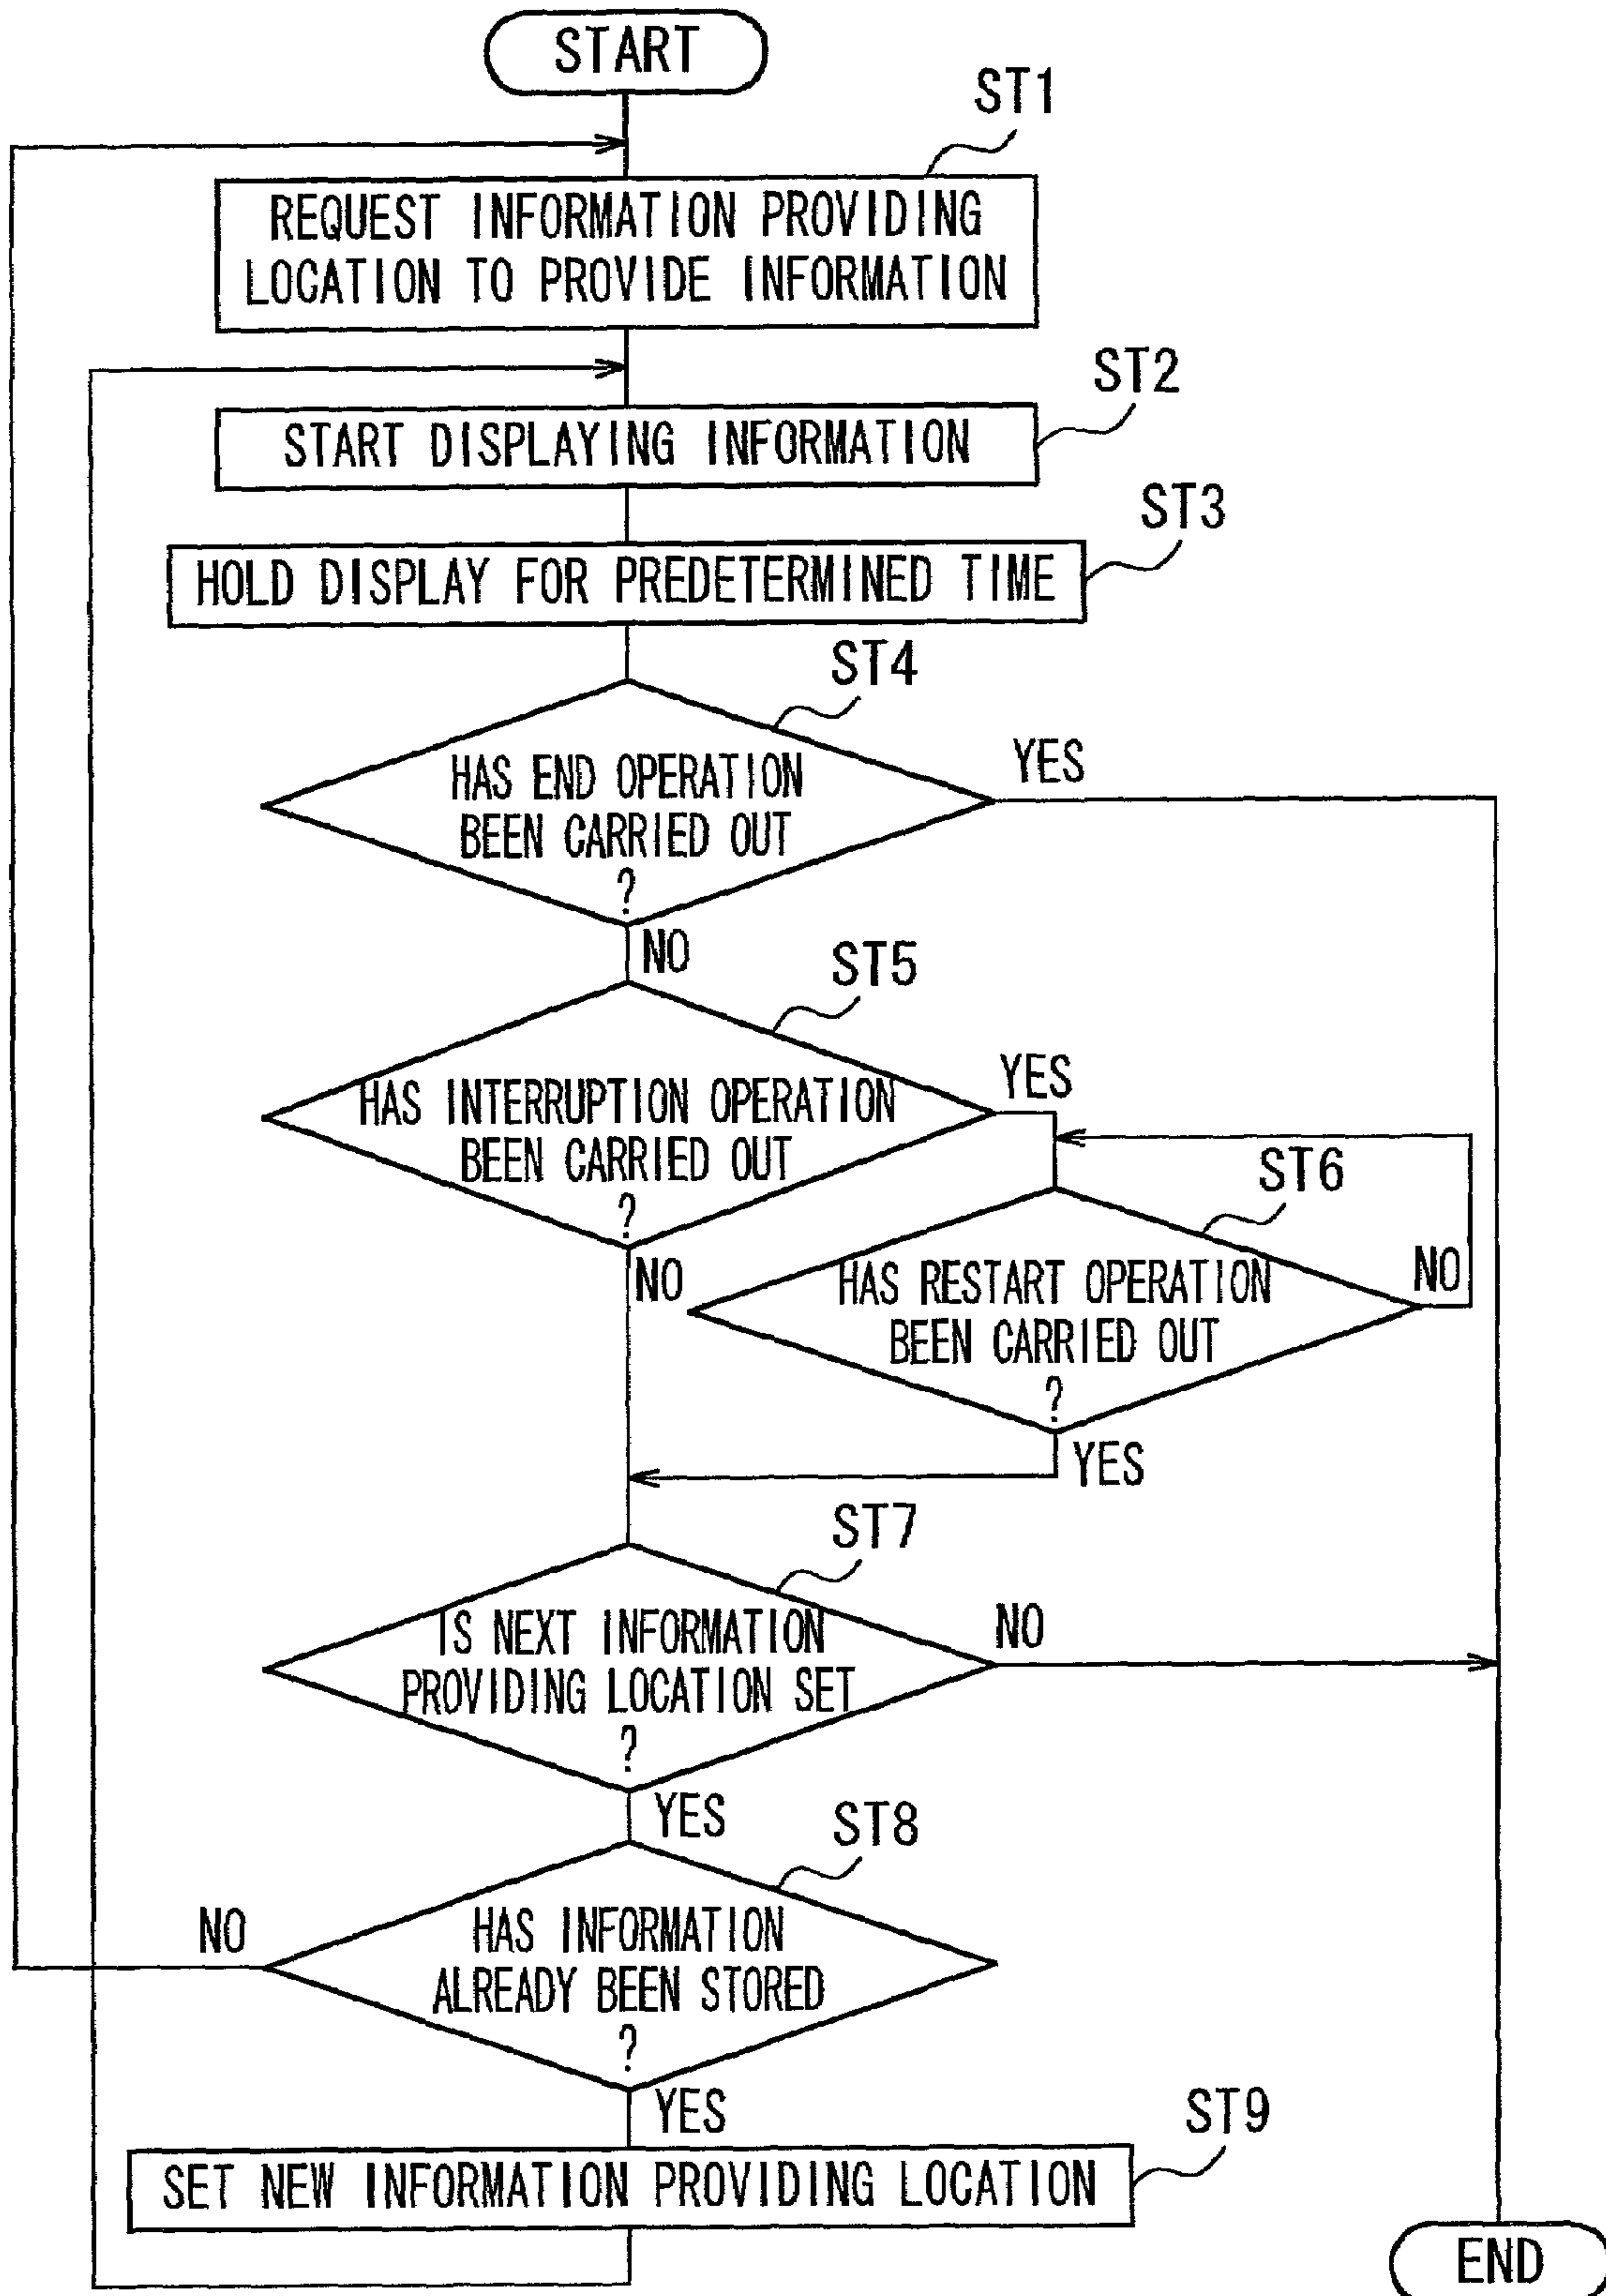 START
ST1
REQUEST INFORMATION PROVIDING
LOCATION TO PROVIDE INFORMATION
ST2
START DISPLAYING INFORMATION
ST3
HOLD DISPLAY FOR PREDETERMINED TIME
ST4
HAS END OPERATION
BEEN CARRIED OUT
?
YES
NO
ST5
HAS INTERRUPTION OPERATION
BEEN CARRIED OUT
?
YES
NO
ST6
HAS RESTART OPERATION
BEEN CARRIED OUT
?
NO
YES
ST7
IS NEXT INFORMATION
PROVIDING LOCATION SET
?
NO
YES
ST8
HAS INFORMATION
ALREADY BEEN STORED
?
NO
YES
ST9
SET NEW INFORMATION PROVIDING LOCATION
END